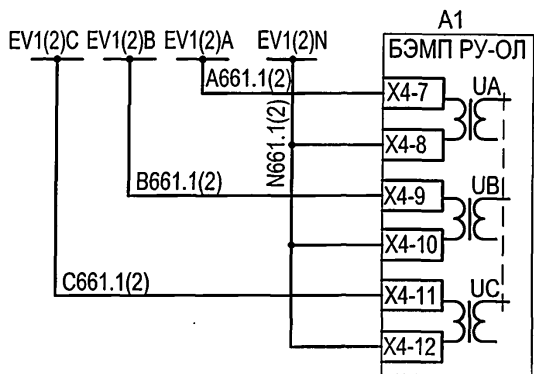 A1
EV1(2)C EV1(2)B EV1(2)A EV1(2)N
БЭМП РУ-ОЛ
A661.1(2)
X4-7
UA
N661.1(2)
X4-8
B661.1(2)
X4-9
UB
X4-10
C661.1(2)
X4-11
UC
X4-12